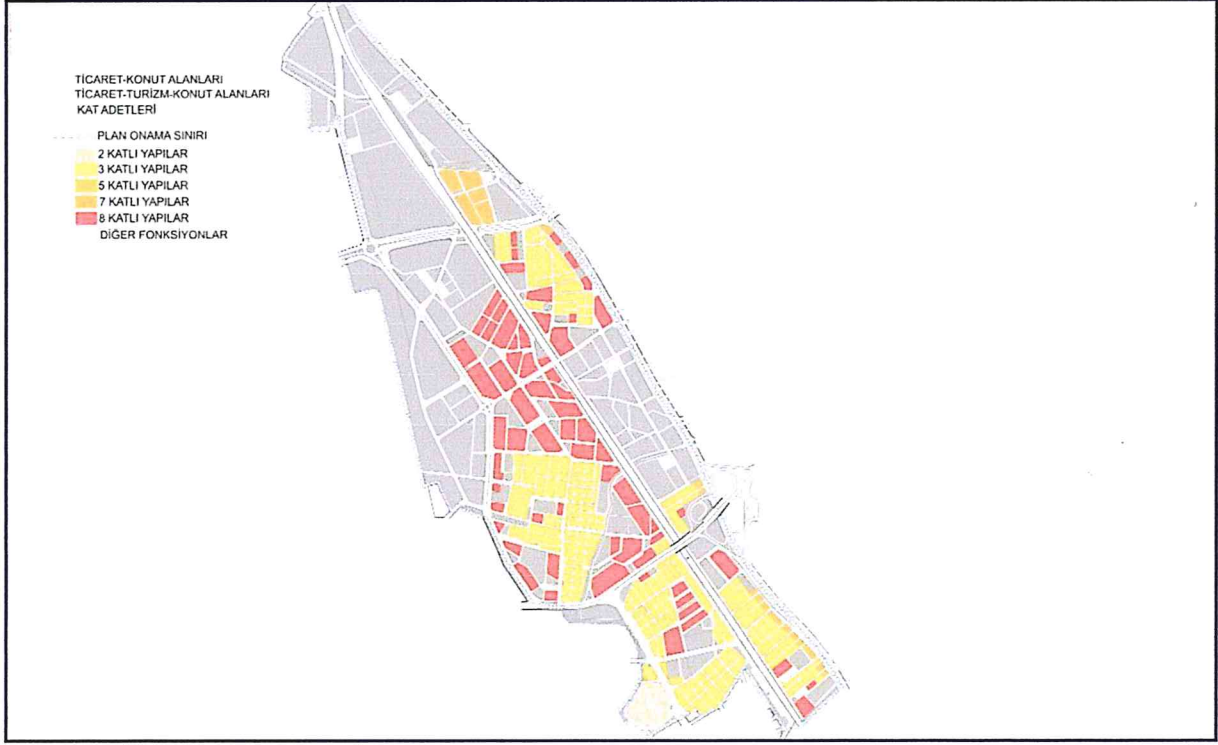 TİCARET-KONUT ALANLARI
TİCARET-TURİZM-KONUT ALANLARI
KAT ADETLERİ
PLAN ONAMA SINIRI
2 KATLI YAPILAR
3 KATLI YAPILAR
5 KATLI YAPILAR
7 KATLI YAPILAR
8 KATLI YAPILAR
DİĞER FONKSİYONLAR